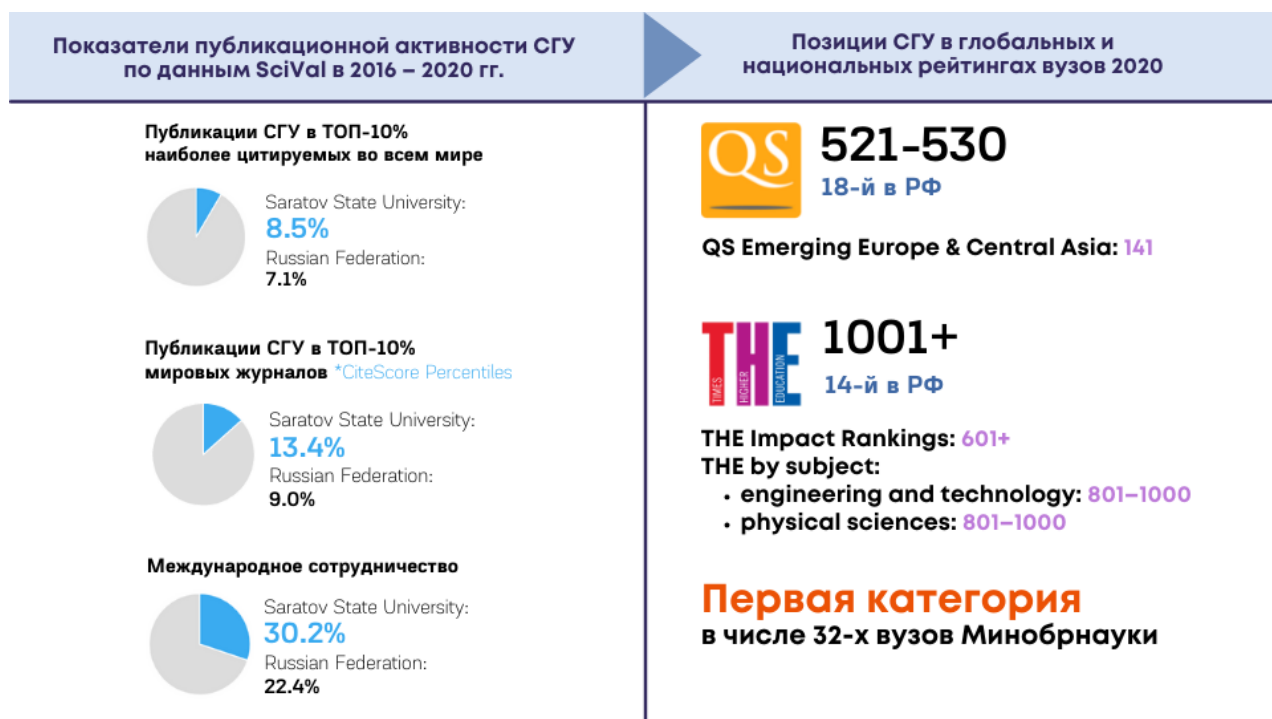 Показатели публикационной активности СГУ
по данным SciVal в 2016 – 2020 гг.
Публикации СГУ в ТОП-10%
наиболее цитируемых во всем мире
Saratov State University:
8.5%
Russian Federation:
7.1%
Публикации СГУ в ТОП-10%
мировых журналов *CiteScore Percentiles
Saratov State University:
13.4%
Russian Federation:
9.0%
Международное сотрудничество
Saratov State University:
30.2%
Russian Federation:
22.4%
Позиции СГУ в глобальных и
национальных рейтингах вузов 2020
QS
521-530
18-й в РФ
QS Emerging Europe & Central Asia: 141
THE
TIMES
HIGHER
EDUCATION
1001+
14-й в РФ
THE Impact Rankings: 601+
THE by subject:
• engineering and technology: 801–1000
• physical sciences: 801–1000
Первая категория
в числе 32-х вузов Минобрнауки